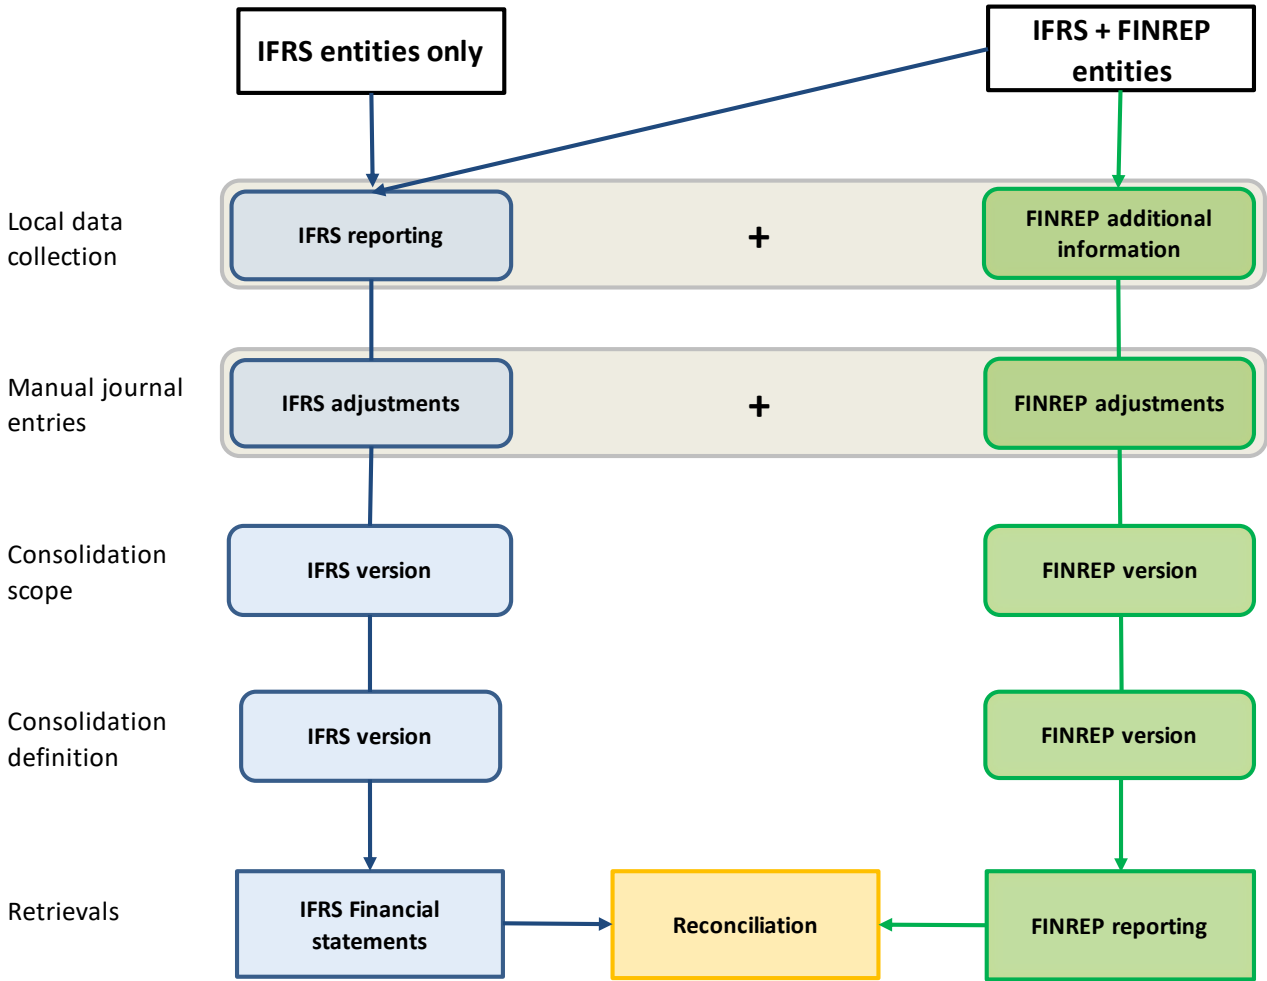 IFRS entities only
IFRS + FINREP
entities
Local data
collection
IFRS reporting
+
FINREP additional
information
Manual journal
entries
IFRS adjustments
+
FINREP adjustments
Consolidation
scope
IFRS version
FINREP version
Consolidation
definition
IFRS version
FINREP version
Retrievals
IFRS Financial
statements
Reconciliation
FINREP reporting